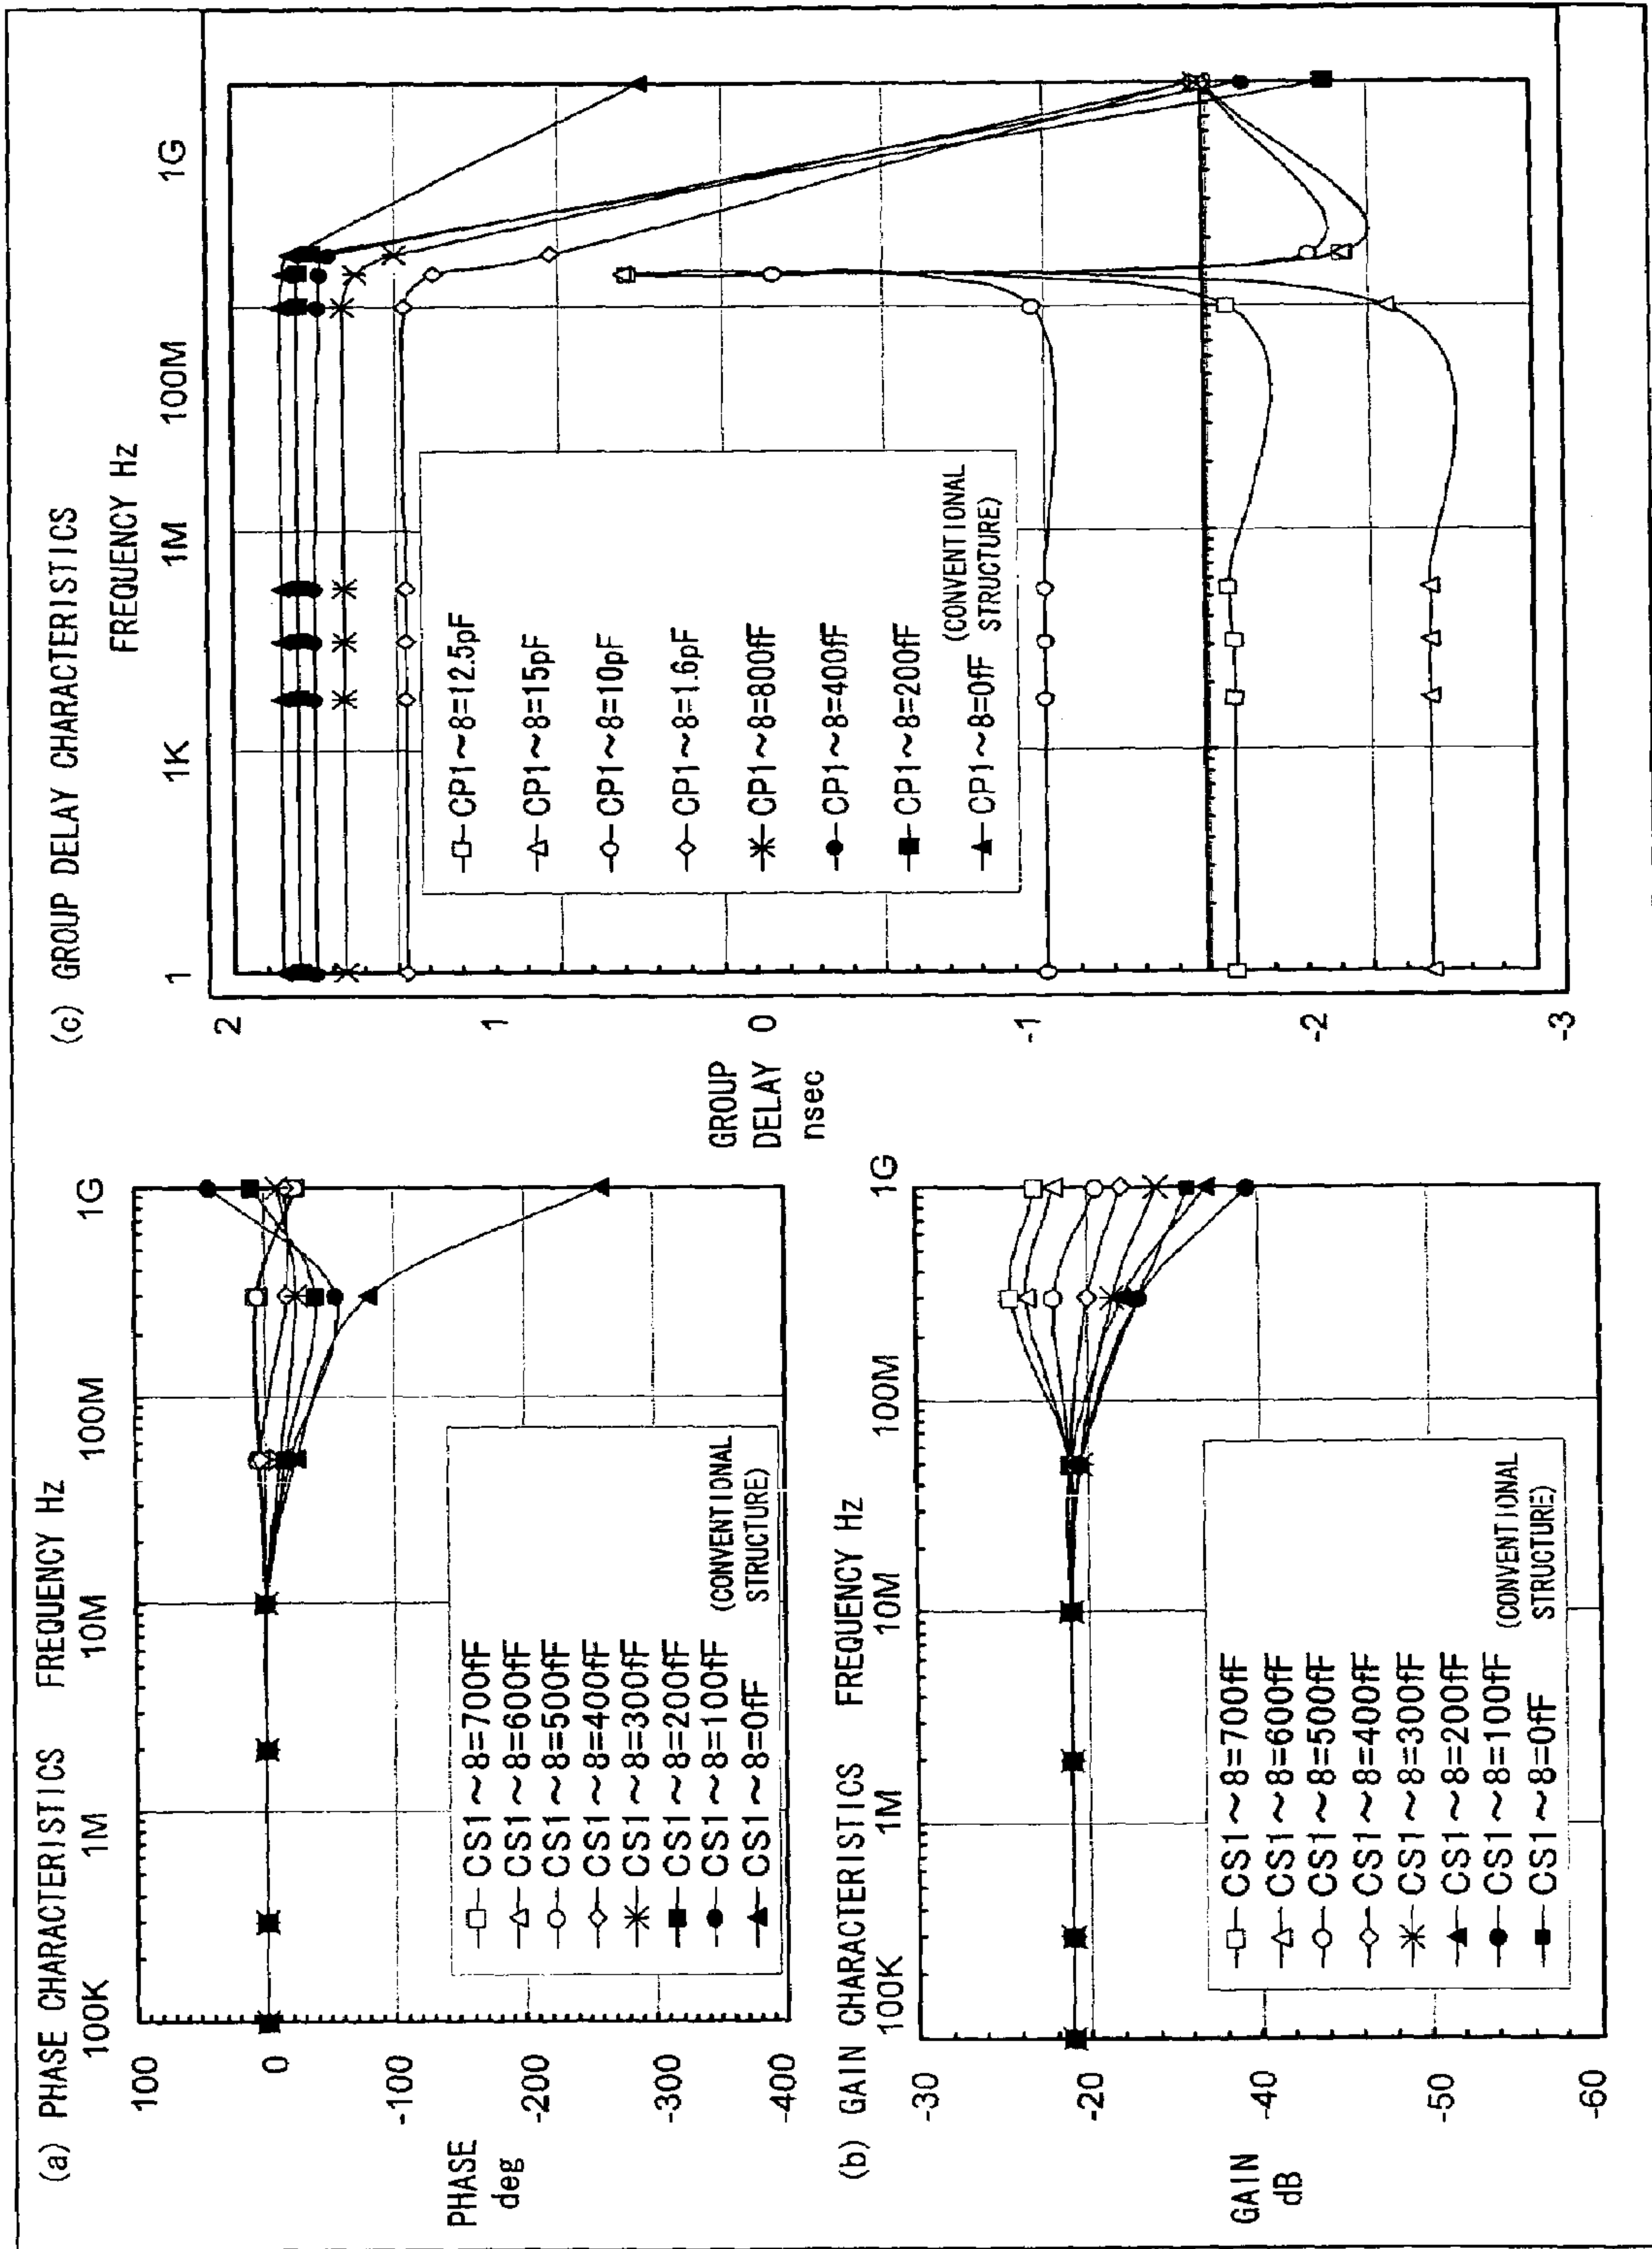 (a) PHASE CHARACTERISTICS
FREQUENCY Hz
100K
1M
10M
100M
1G
100
0
-100
-200
-300
-400
PHASE
deg
CS1~8=700fF
CS1~8=600fF
CS1~8=500fF
CS1~8=400fF
CS1~8=300fF
CS1~8=200fF
CS1~8=100fF
CS1~8=0fF
(CONVENTIONAL
STRUCTURE)
(b) GAIN CHARACTERISTICS
FREQUENCY Hz
100K
1M
10M
100M
1G
-30
-20
-40
-50
-60
GAIN
dB
CS1~8=700fF
CS1~8=600fF
CS1~8=500fF
CS1~8=400fF
CS1~8=300fF
CS1~8=200fF
CS1~8=100fF
CS1~8=0fF
(CONVENTIONAL
STRUCTURE)
(c) GROUP DELAY CHARACTERISTICS
FREQUENCY Hz
1
1K
1M
100M
1G
2
1
0
-1
-2
-3
GROUP
DELAY
nsec
CP1~8=12.5pF
CP1~8=15pF
CP1~8=10pF
CP1~8=1.6pF
CP1~8=800fF
CP1~8=400fF
CP1~8=200fF
CP1~8=0fF
(CONVENTIONAL
STRUCTURE)